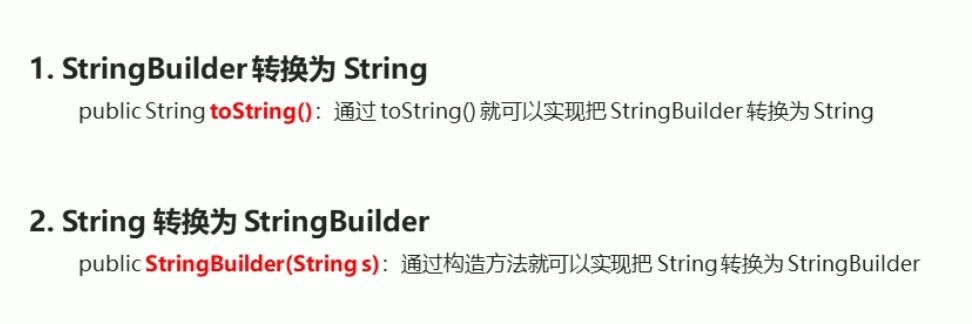 1. StringBuilder 转换为 String
public String toString()：通过 toString() 就可以实现把 StringBuilder 转换为 String
2. String 转换为 StringBuilder
public StringBuilder(String s)：通过构造方法就可以实现把 String 转换为 StringBuilder